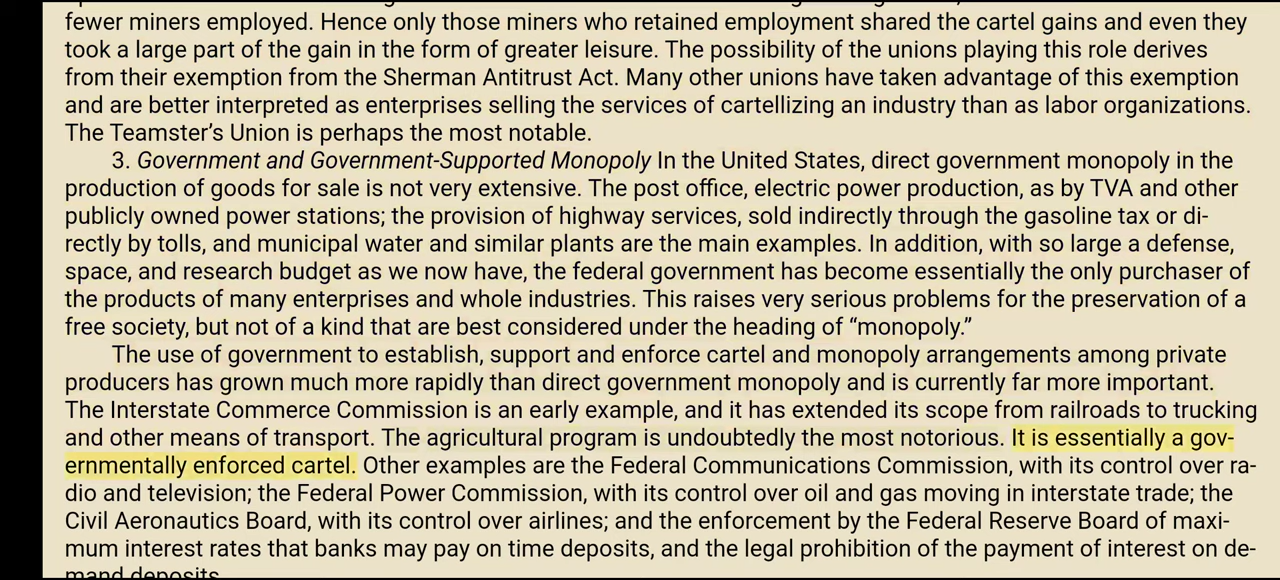 fewer miners employed. Hence only those miners who retained employment shared the cartel gains and even they
took a large part of the gain in the form of greater leisure. The possibility of the unions playing this role derives
from their exemption from the Sherman Antitrust Act. Many other unions have taken advantage of this exemption
and are better interpreted as enterprises selling the services of cartellizing an industry than as labor organizations.
The Teamster’s Union is perhaps the most notable.
3. Government and Government-Supported Monopoly In the United States, direct government monopoly in the
production of goods for sale is not very extensive. The post office, electric power production, as by TVA and other
publicly owned power stations; the provision of highway services, sold indirectly through the gasoline tax or di-
rectly by tolls, and municipal water and similar plants are the main examples. In addition, with so large a defense,
space, and research budget as we now have, the federal government has become essentially the only purchaser of
the products of many enterprises and whole industries. This raises very serious problems for the preservation of a
free society, but not of a kind that are best considered under the heading of “monopoly.”
The use of government to establish, support and enforce cartel and monopoly arrangements among private
producers has grown much more rapidly than direct government monopoly and is currently far more important.
The Interstate Commerce Commission is an early example, and it has extended its scope from railroads to trucking
and other means of transport. The agricultural program is undoubtedly the most notorious. It is essentially a gov-
ernmentally enforced cartel. Other examples are the Federal Communications Commission, with its control over ra-
dio and television; the Federal Power Commission, with its control over oil and gas moving in interstate trade; the
Civil Aeronautics Board, with its control over airlines; and the enforcement by the Federal Reserve Board of maxi-
mum interest rates that banks may pay on time deposits, and the legal prohibition of the payment of interest on de-
mand deposits.